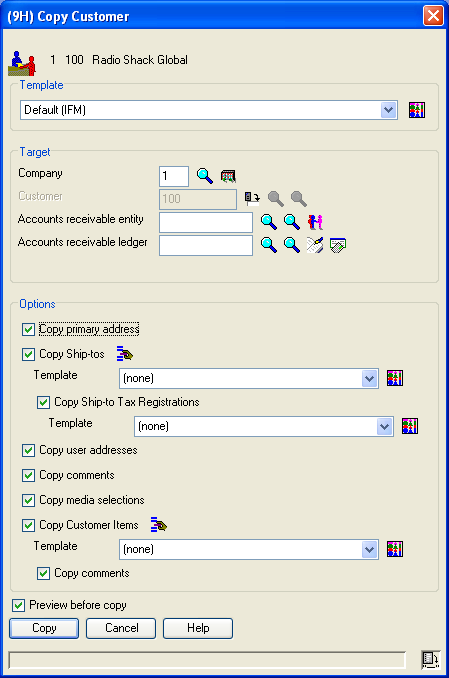 (9H) Copy Customer
1 100 Radio Shack Global
Template
Default (IFM)
Target
Company 1
Customer 100
Accounts receivable entity
Accounts receivable ledger
Options
Copy primary address
Copy Ship-tos
Template (none)
Copy Ship-to Tax Registrations
Template (none)
Copy user addresses
Copy comments
Copy media selections
Copy Customer Items
Template (none)
Copy comments
Preview before copy
Copy Cancel Help